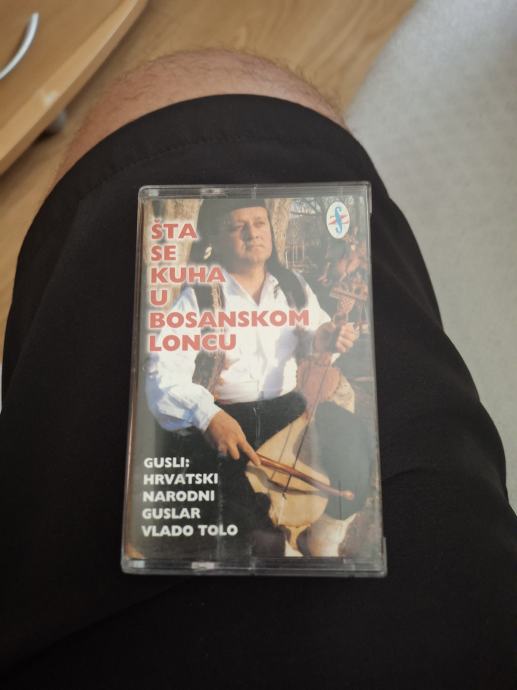 ŠTA
SE
KUHA
U
BOSANSKOM
LONCU
GUSLI:
HRVATSKI
NARODNI
GUSLAR
VLADO TOLO